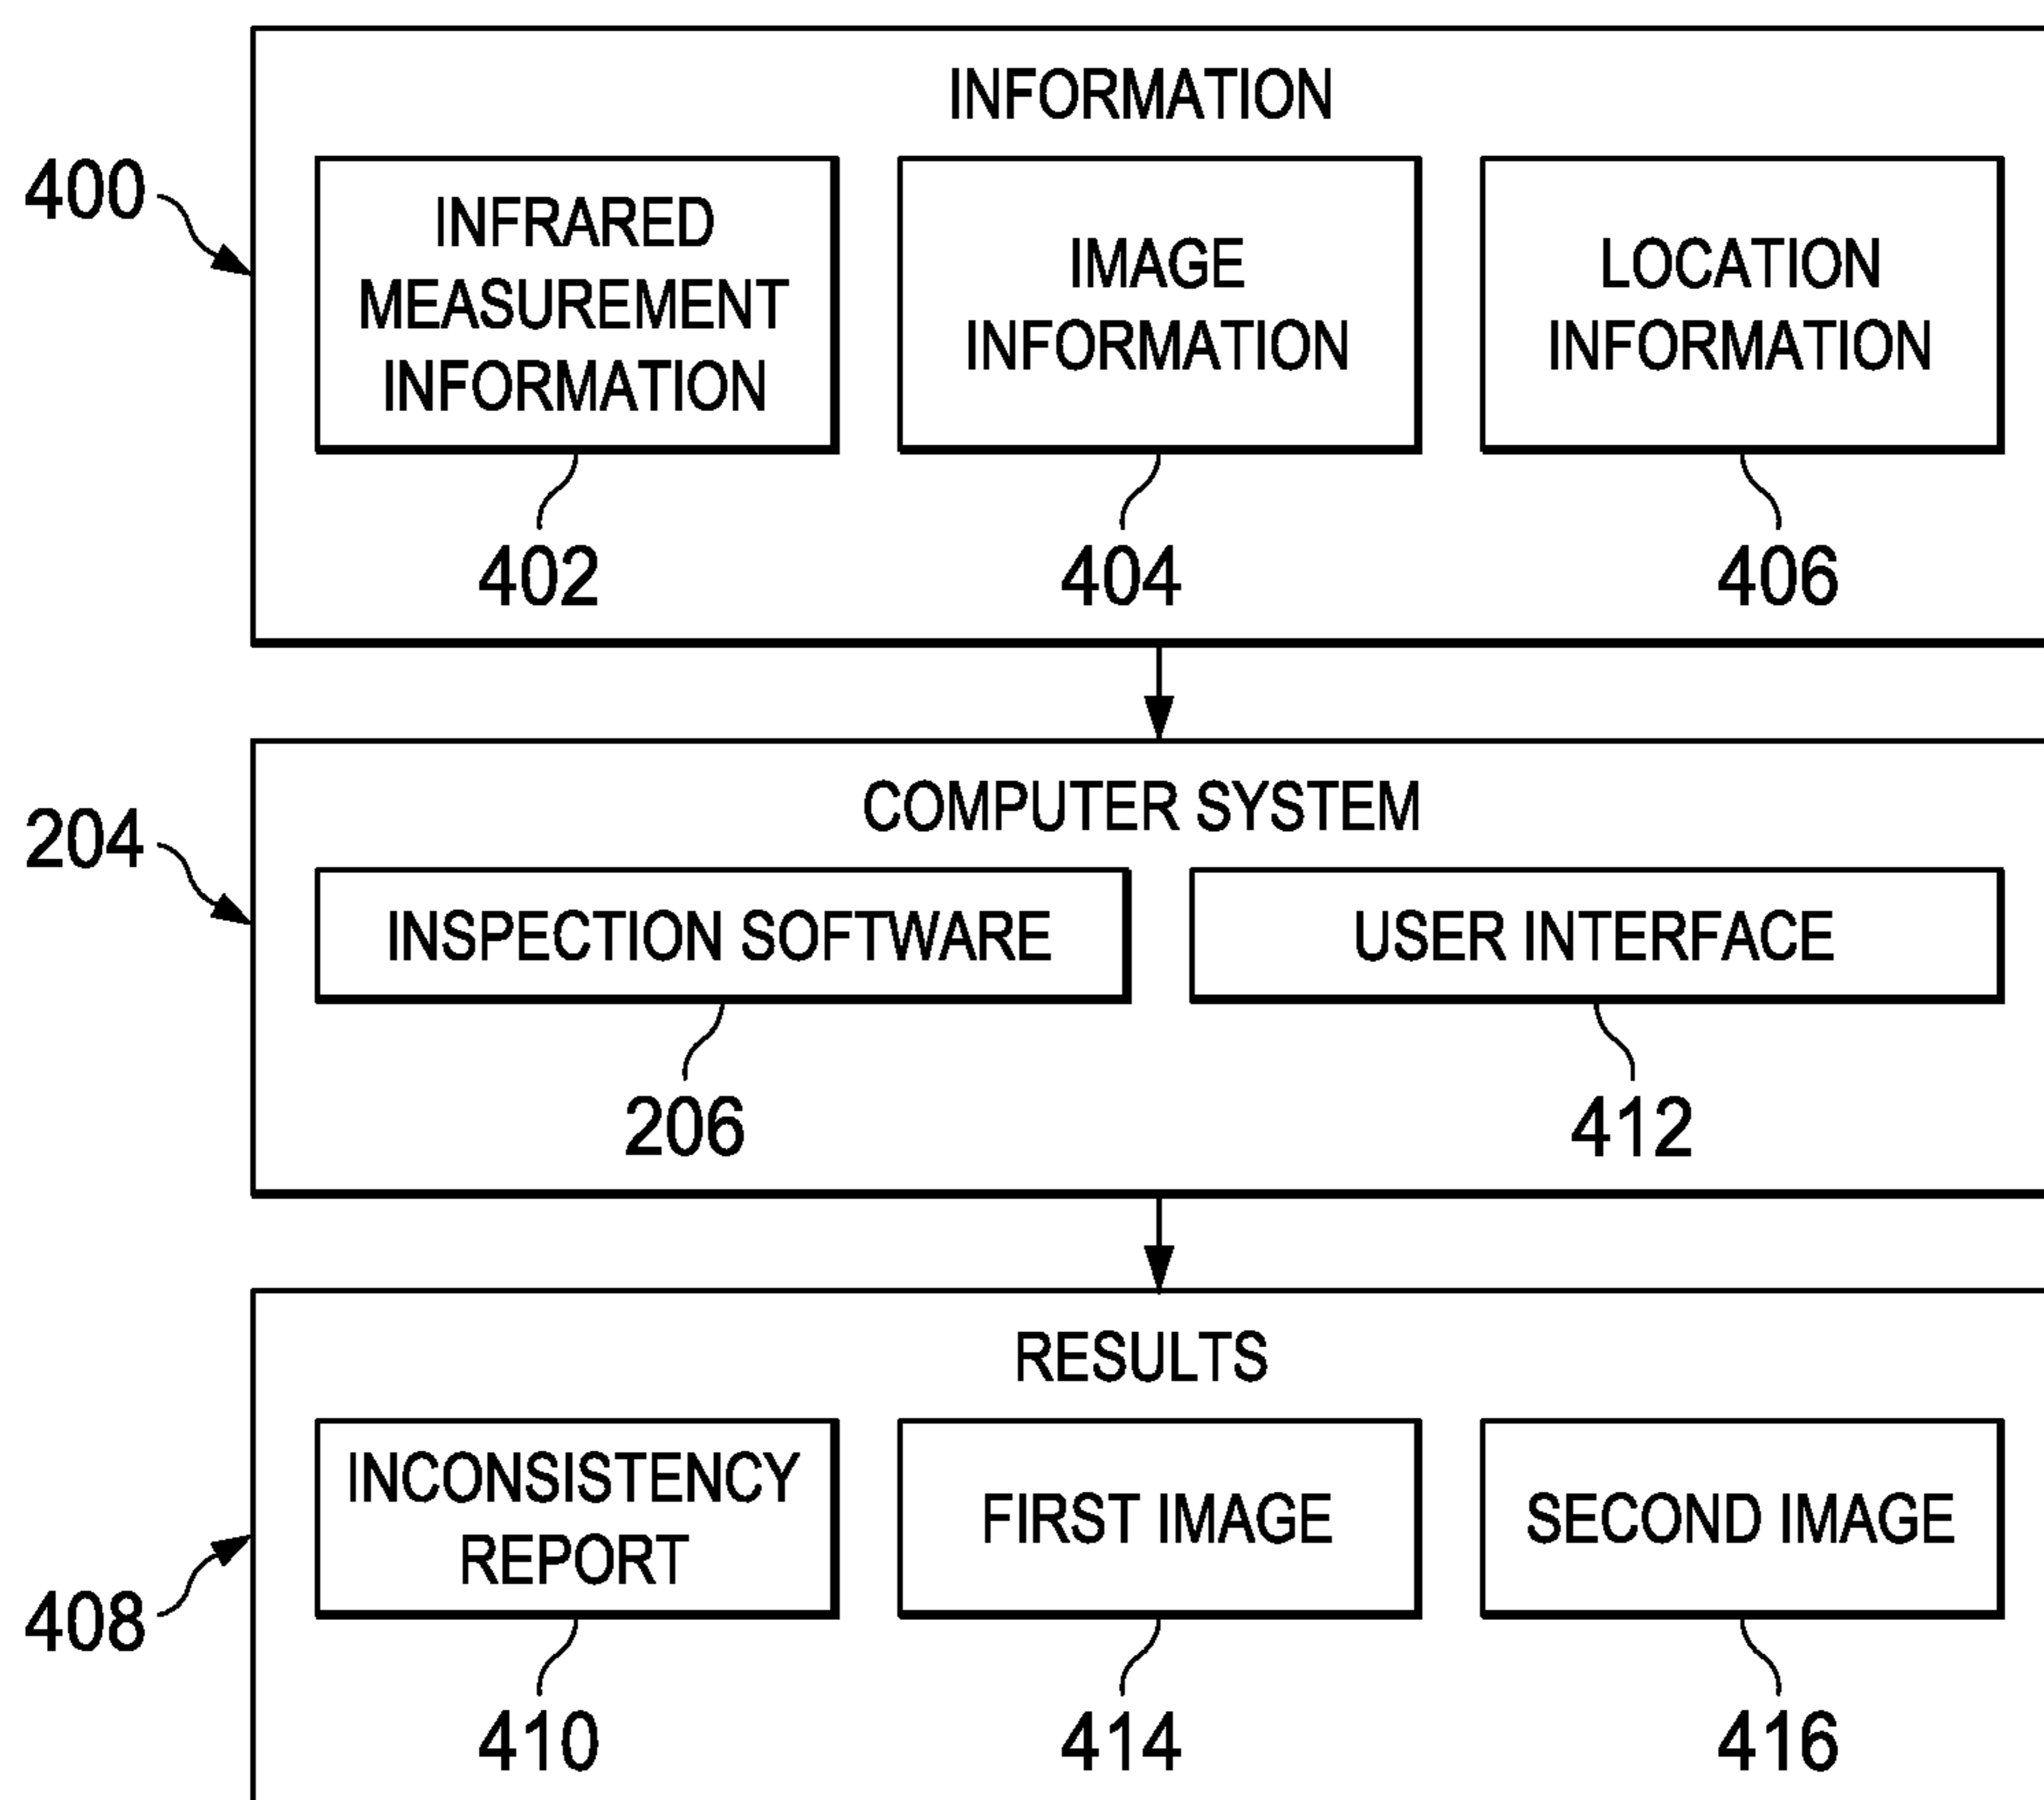 INFORMATION
400
INFRARED
MEASUREMENT
INFORMATION
IMAGE
INFORMATION
LOCATION
INFORMATION
402
404
406
COMPUTER SYSTEM
204
INSPECTION SOFTWARE
USER INTERFACE
206
412
RESULTS
INCONSISTENCY
REPORT
FIRST IMAGE
SECOND IMAGE
408
410
414
416